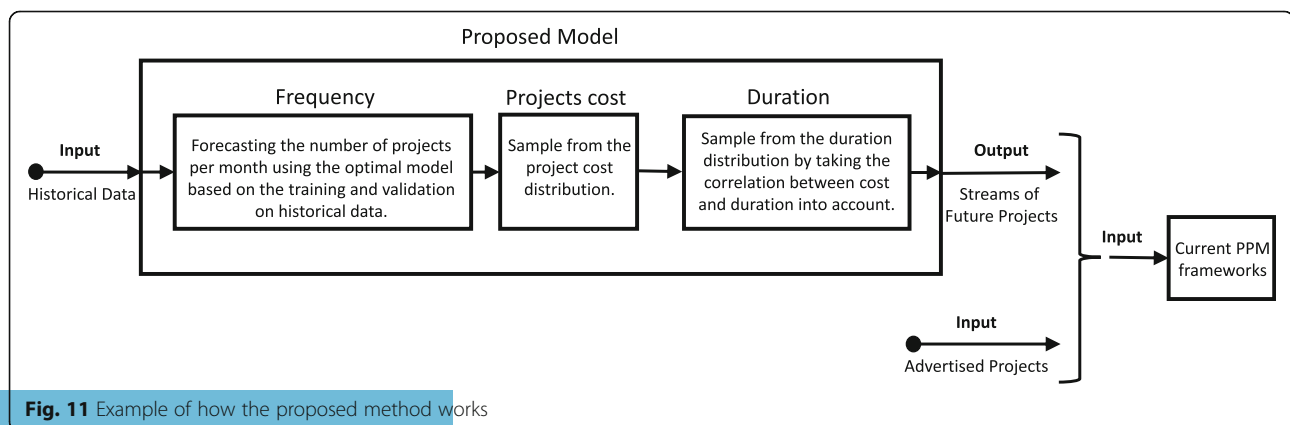 Proposed Model
Frequency
Projects cost
Duration
Input
Historical Data
Forecasting the number of projects
per month using the optimal model
based on the training and validation
on historical data.
Sample from the
project cost
distribution.
Sample from the duration
distribution by taking the
correlation between cost
and duration into account.
Output
Streams of
Future Projects
Input
Advertised Projects
Input
Current PPM
frameworks
Fig. 11 Example of how the proposed method works